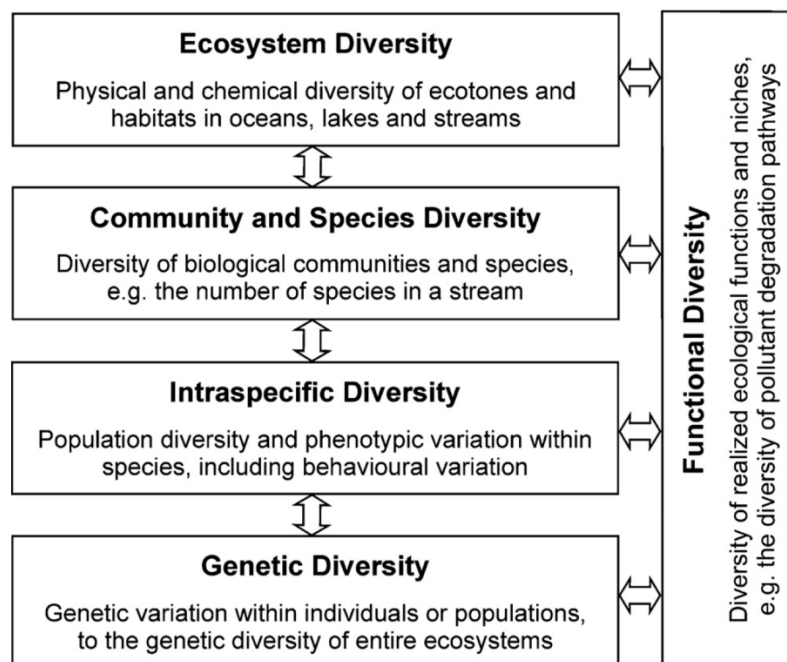 Ecosystem Diversity
Physical and chemical diversity of ecotones and
habitats in oceans, lakes and streams
Community and Species Diversity
Diversity of biological communities and species,
e.g. the number of species in a stream
Intraspecific Diversity
Population diversity and phenotypic variation within
species, including behavioural variation
Genetic Diversity
Genetic variation within individuals or populations,
to the genetic diversity of entire ecosystems
Functional Diversity
Diversity of realized ecological functions and niches,
e.g. the diversity of pollutant degradation pathways